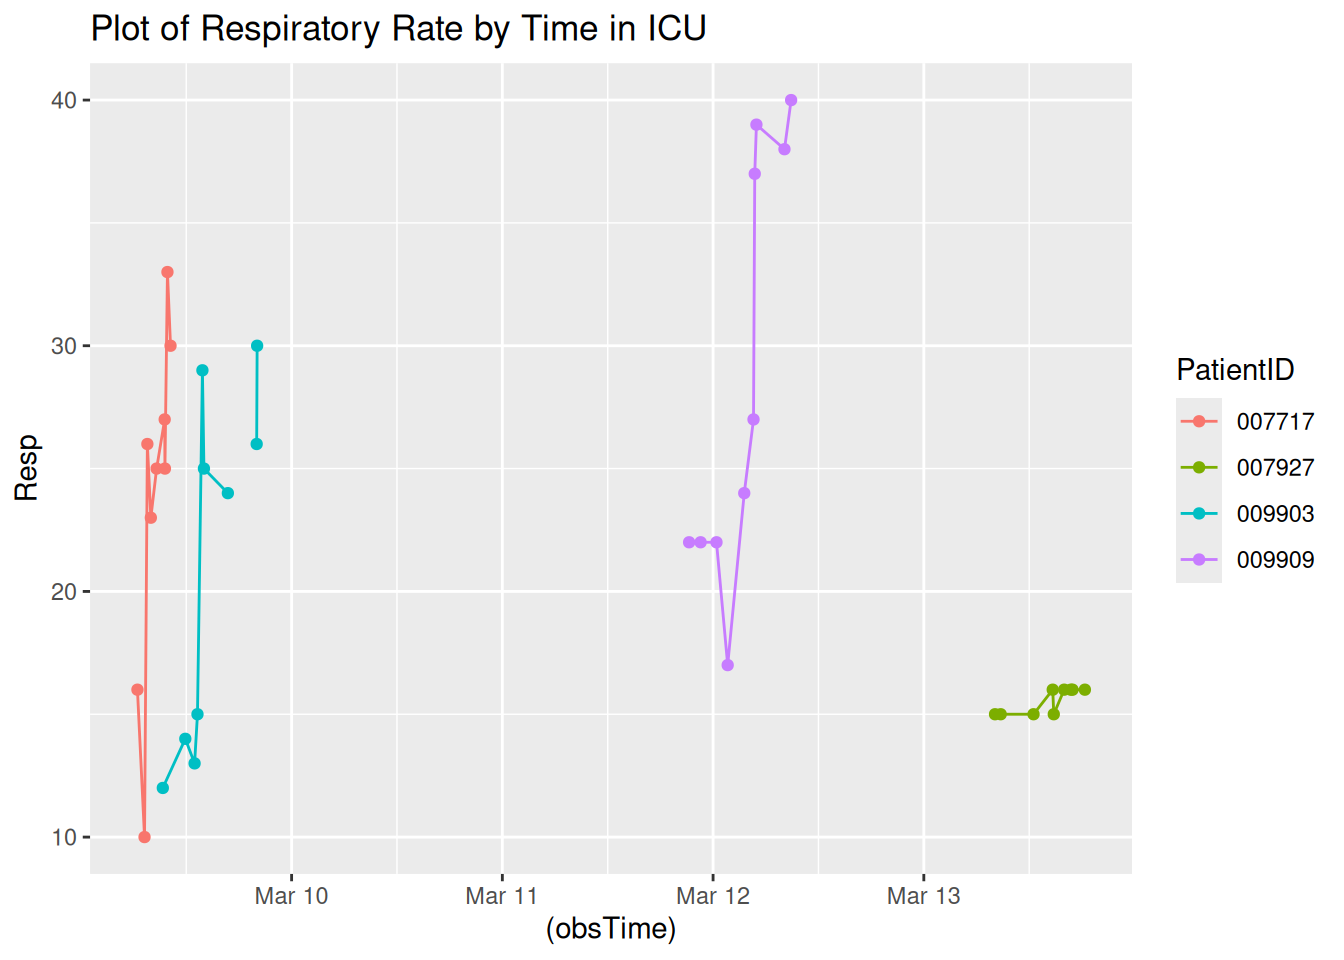 Plot of Respiratory Rate by Time in ICU
40
30
20
10
Resp
Mar 10 Mar 11 Mar 12 Mar 13
(obsTime)
PatientID
007717
007927
009903
009909